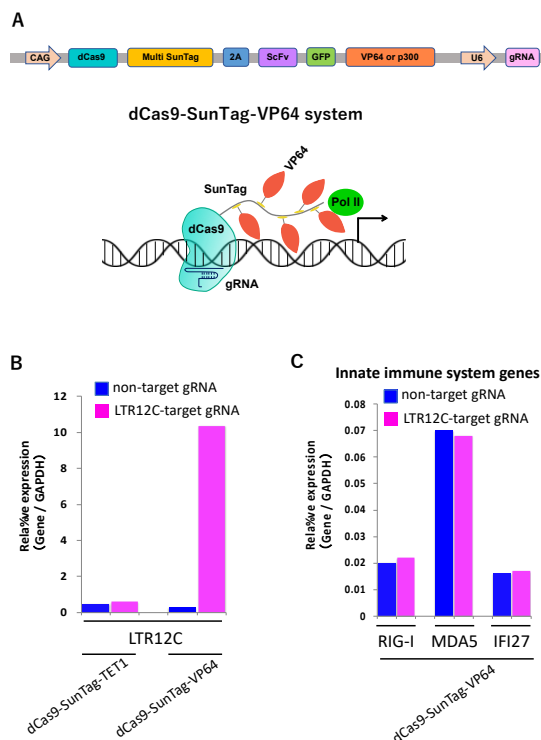 A
CAG dCas9 Multi SunTag 2A ScFv GFP VP64 or p300 U6 gRNA
dCas9-SunTag-VP64 system
VP64
SunTag
Pol II
dCas9
gRNA
B
non-target gRNA
LTR12C-target gRNA
Rela%ve expression
(Gene / GAPDH)
12
10
8
6
4
2
0
LTR12C
dCas9-SunTag-TET1
dCas9-SunTag-VP64
C
Innate immune system genes
non-target gRNA
LTR12C-target gRNA
Rela%ve expression
(Gene / GAPDH)
0.08
0.07
0.06
0.05
0.04
0.03
0.02
0.01
0
RIG-I MDA5 IFI27
dCas9-SunTag-VP64